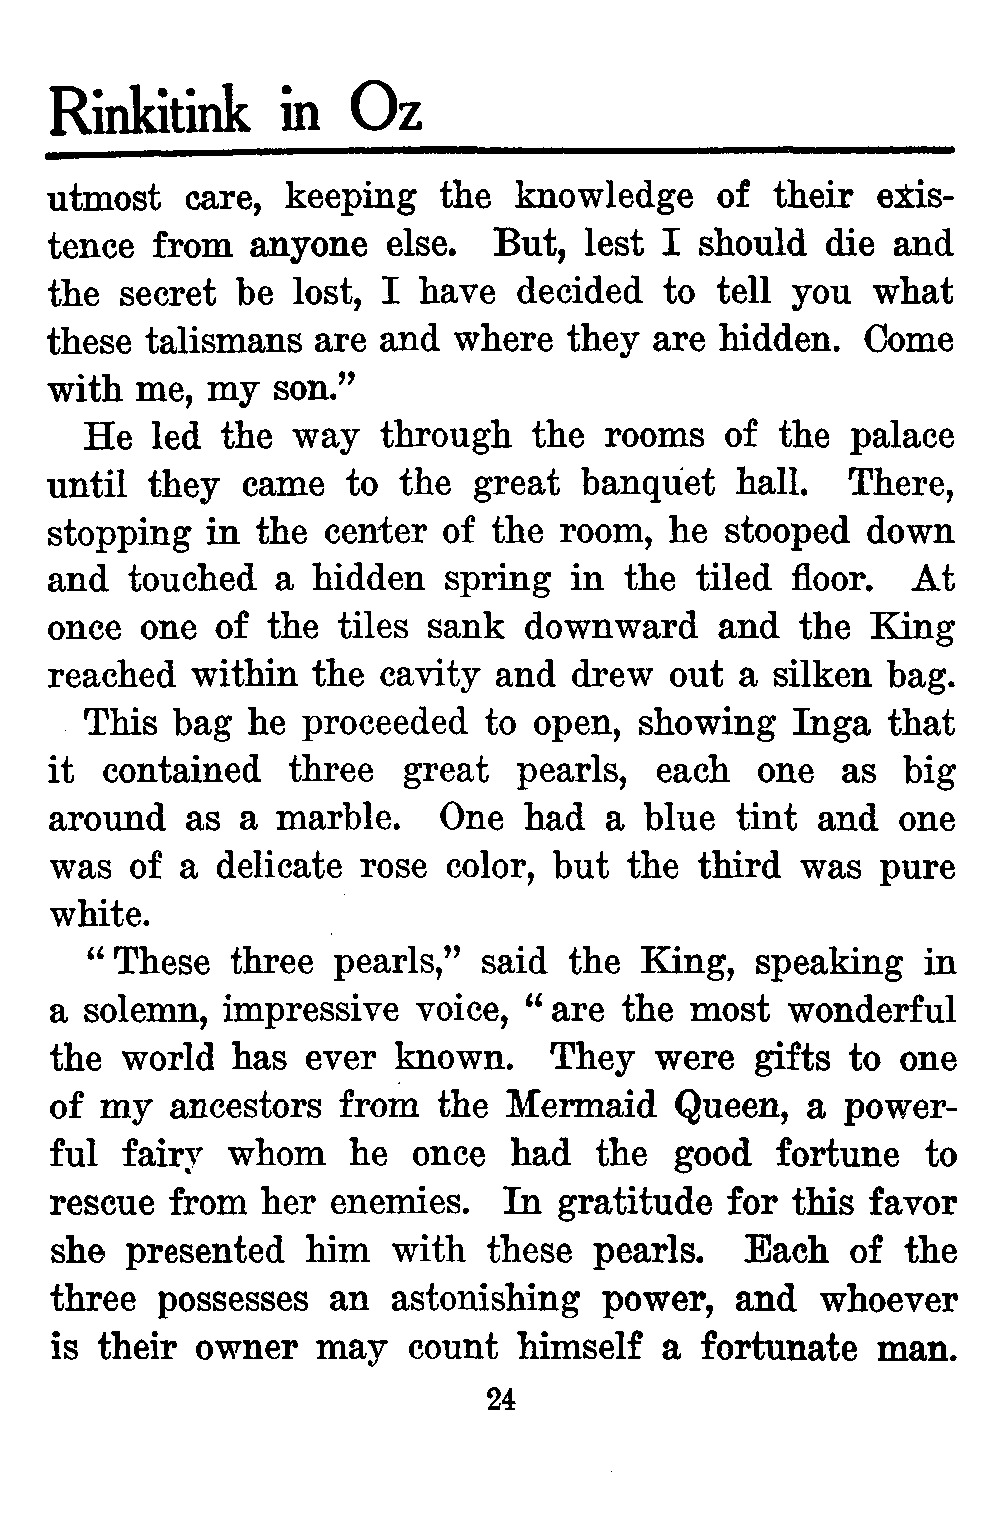 Rinkitink in Oz
utmost care, keeping the knowledge of their exis-
tence from anyone else. But, lest I should die and
the secret be lost, I have decided to tell you what
these talismans are and where they are hidden. Come
with me, my son.”
He led the way through the rooms of the palace
until they came to the great banquet hall. There,
stopping in the center of the room, he stooped down
and touched a hidden spring in the tiled floor. At
once one of the tiles sank downward and the King
reached within the cavity and drew out a silken bag.
This bag he proceeded to open, showing Inga that
it contained three great pearls, each one as big
around as a marble. One had a blue tint and one
was of a delicate rose color, but the third was pure
white.
“ These three pearls,” said the King, speaking in
a solemn, impressive voice, “ are the most wonderful
the world has ever known. They were gifts to one
of my ancestors from the Mermaid Queen, a power-
ful fairy whom he once had the good fortune to
rescue from her enemies. In gratitude for this favor
she presented him with these pearls. Each of the
three possesses an astonishing power, and whoever
is their owner may count himself a fortunate man.
24